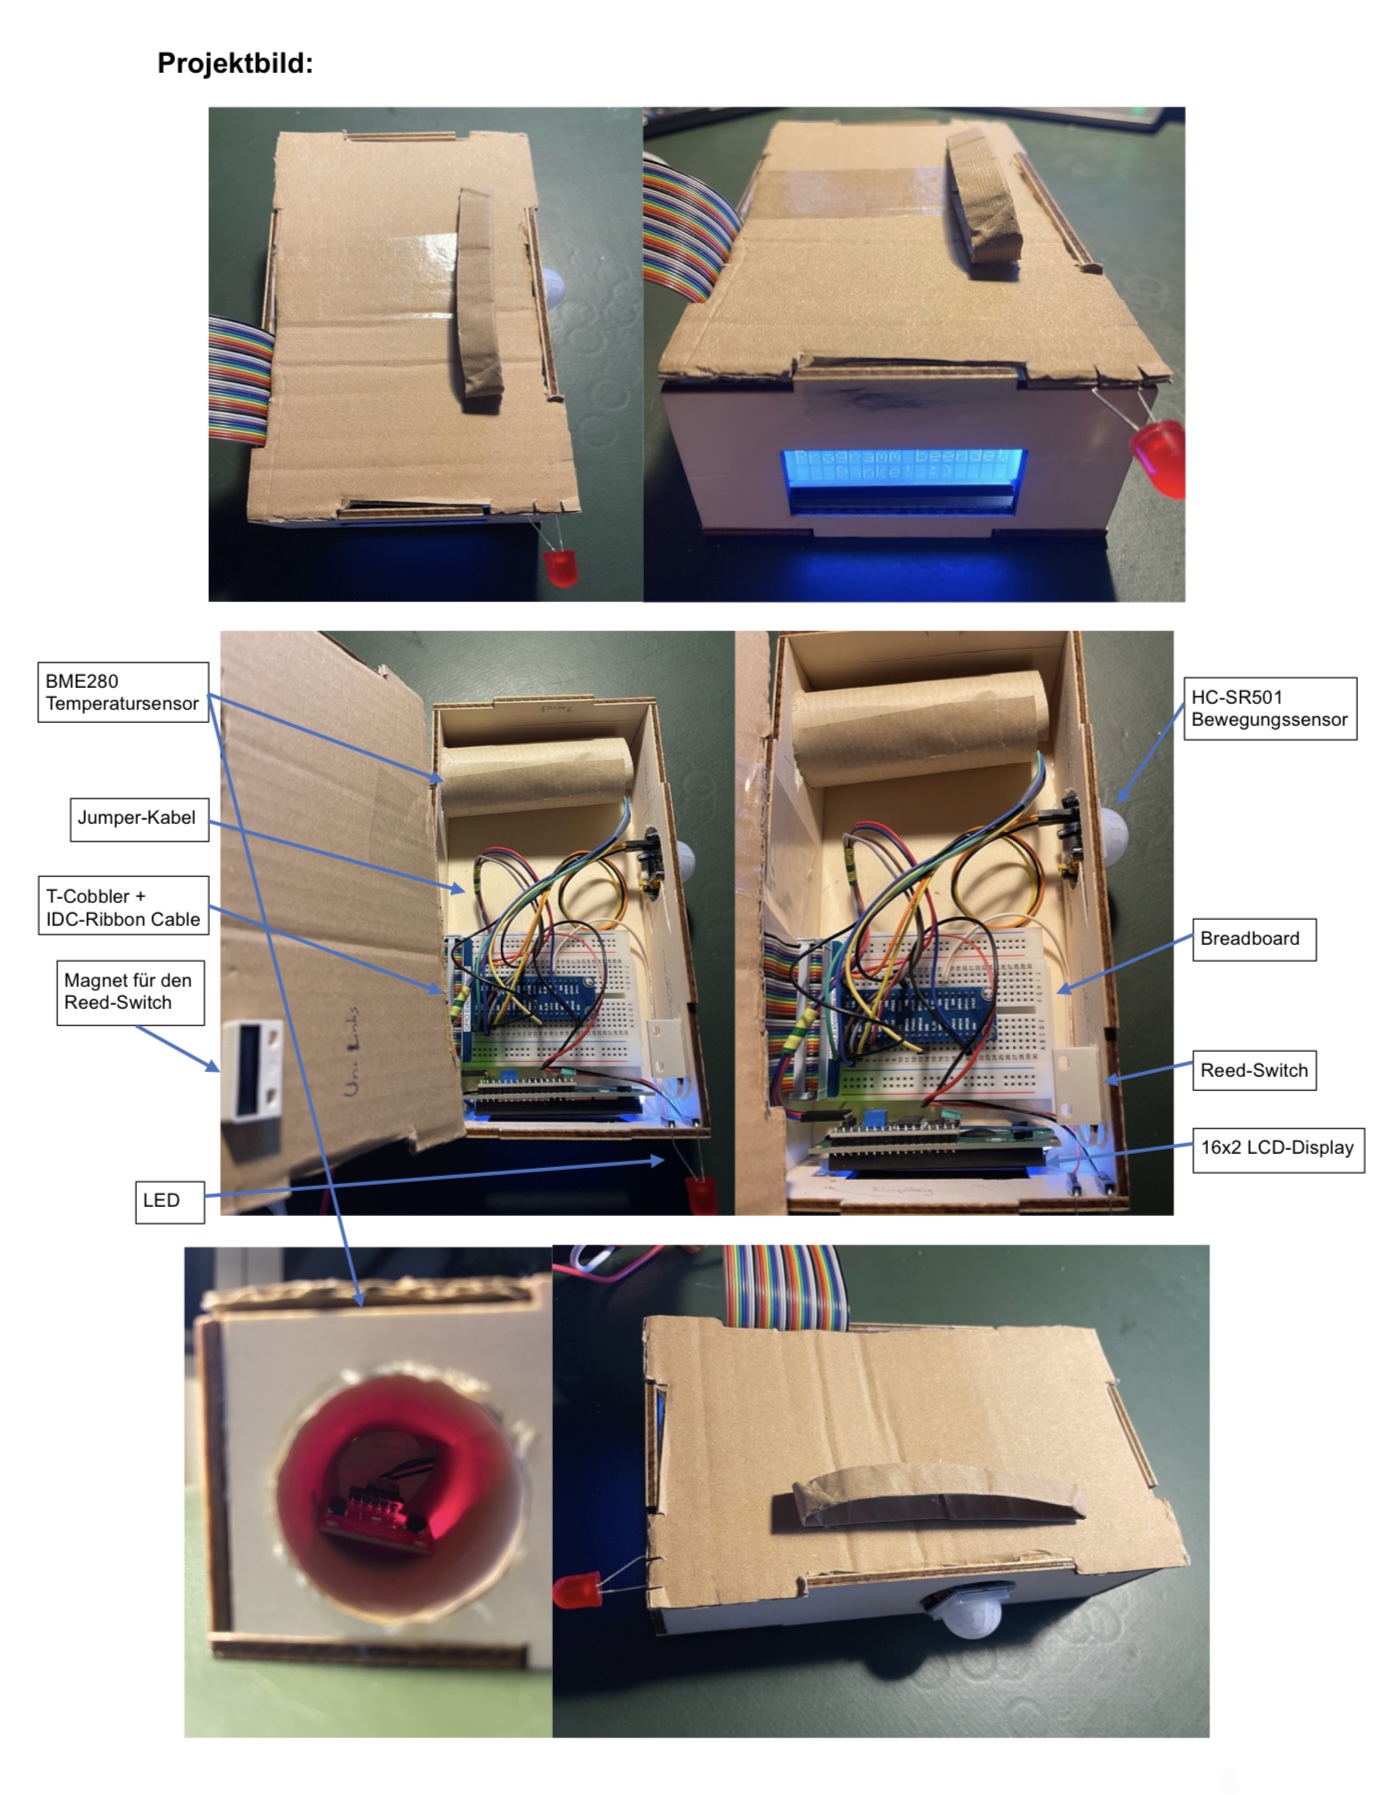 Projektbild:
Programm beendet
Danke! :)
BME280
Temperatursensor
HC-SR501
Bewegungssensor
Jumper-Kabel
T-Cobbler +
IDC-Ribbon Cable
Breadboard
Magnet für den
Reed-Switch
Reed-Switch
16x2 LCD-Display
LED